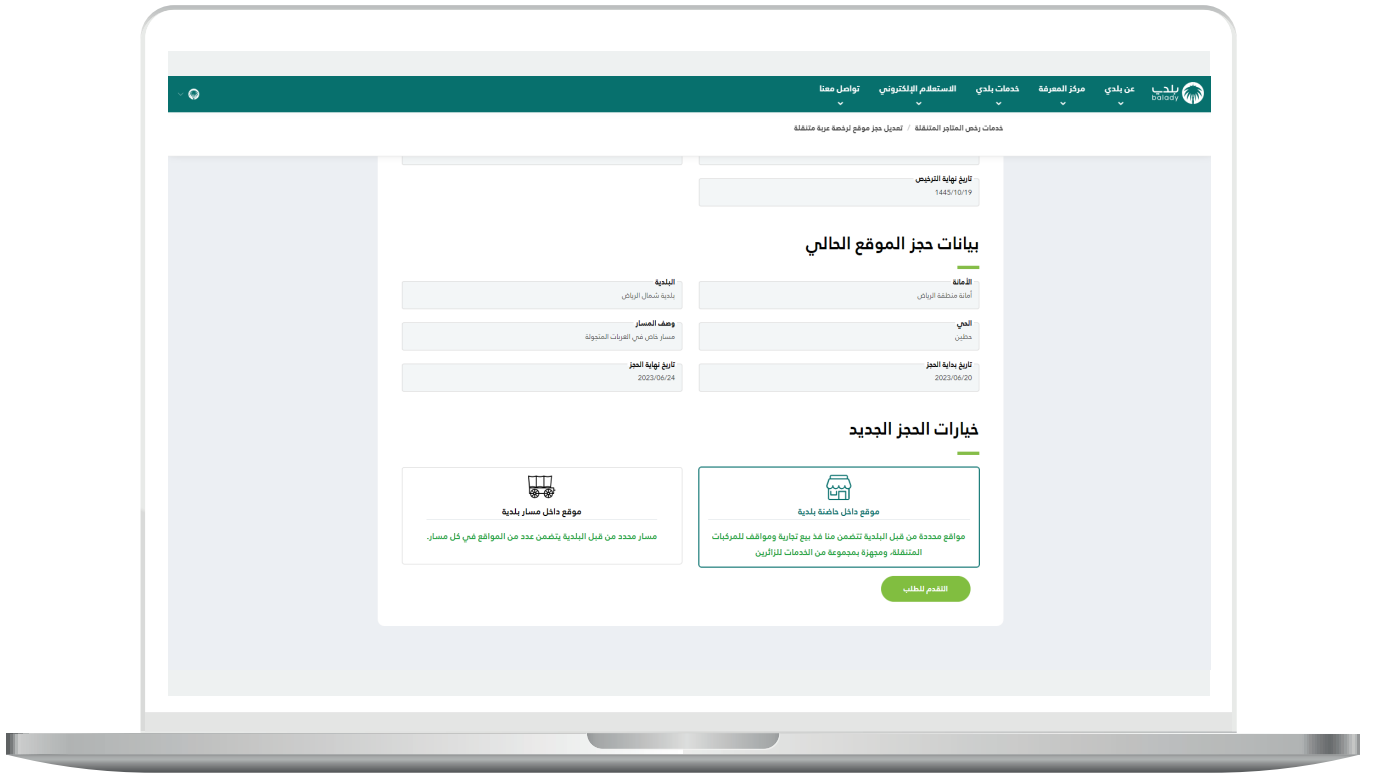 بلدي
balady
عن بلدي
مركز المعرفة
خدمات بلدي
الاستعلام الإلكتروني
تواصل معنا
خدمات رخص المتاجر المتنقلة / تعديل حجز موقع لرخصة عربة متنقلة
تاريخ نهاية الترخيص
1445/10/19
بيانات حجز الموقع الحالي
الأمانة
أمانة منطقة الرياض
البلدية
بلدية شمال الرياض
الحي
حطين
وصف المسار
مسار خاص في العربات المتجولة
تاريخ بداية الحجز
2023/06/20
تاريخ نهاية الحجز
2023/06/24
خيارات الحجز الجديد
موقع داخل حاضنة بلدية
مواقع محددة من قبل البلدية تتضمن منا فذ بيع تجارية ومواقف للمركبات
المتنقلة، ومجهزة بمجموعة من الخدمات للزائرين
موقع داخل مسار بلدية
مسار محدد من قبل البلدية يتضمن عدد من المواقع في كل مسار.
التقدم للطلب